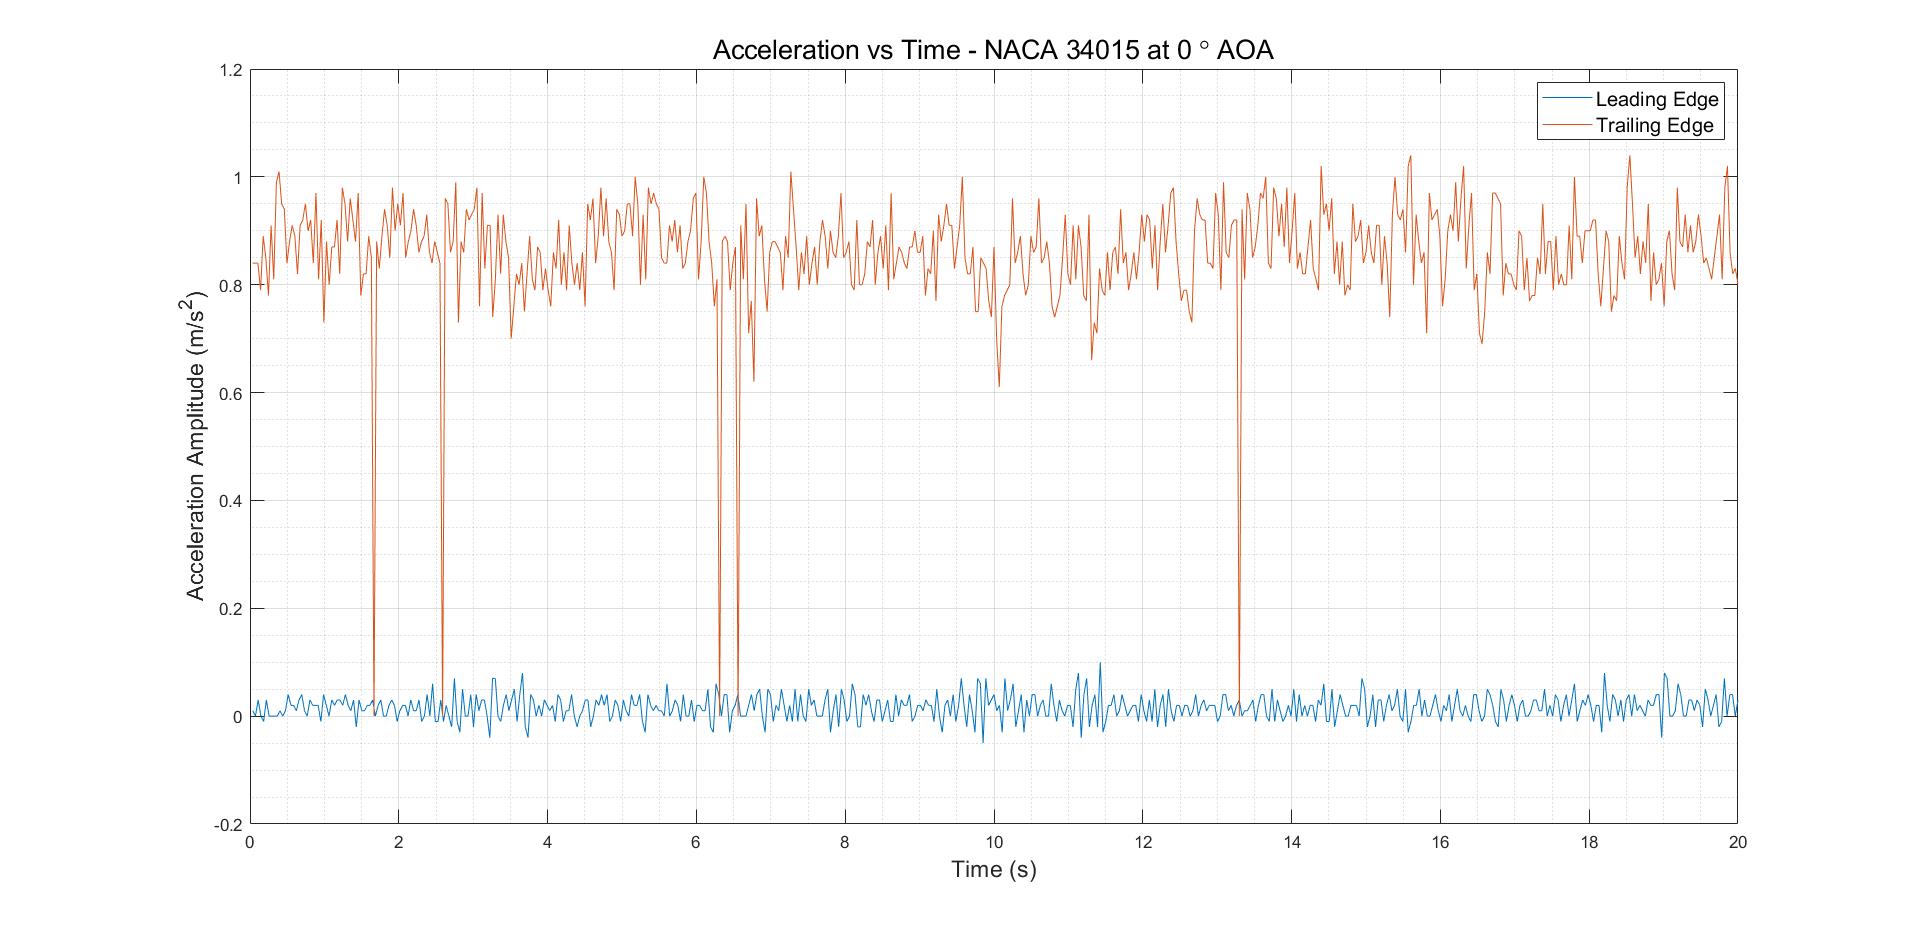 Acceleration vs Time - NACA 34015 at 0 ° AOA
Leading Edge
Trailing Edge
Acceleration Amplitude (m/s²)
1.2
1
0.8
0.6
0.4
0.2
0
-0.2
0 2 4 6 8 10 12 14 16 18 20
Time (s)